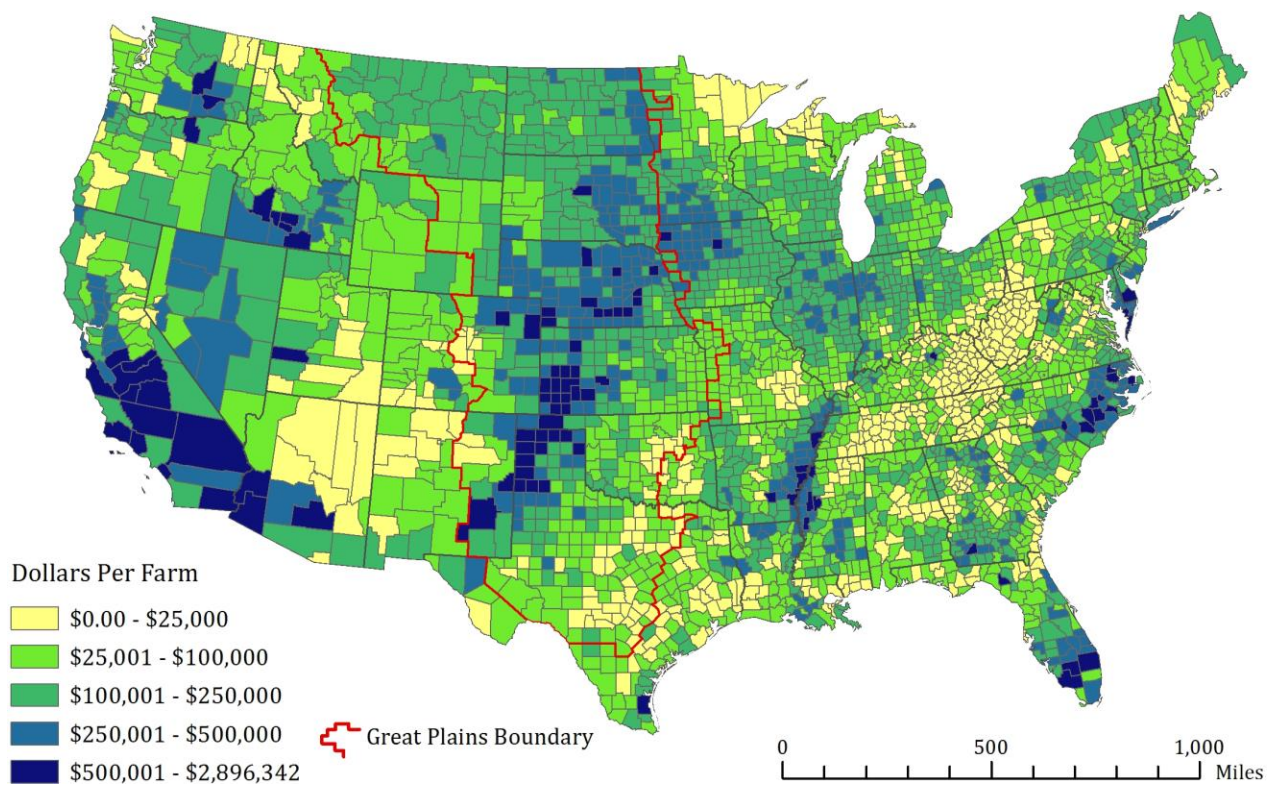 Dollars Per Farm
$0.00 - $25,000
$25,001 - $100,000
$100,001 - $250,000
$250,001 - $500,000
$500,001 - $2,896,342
Great Plains Boundary
0 500 1,000
Miles